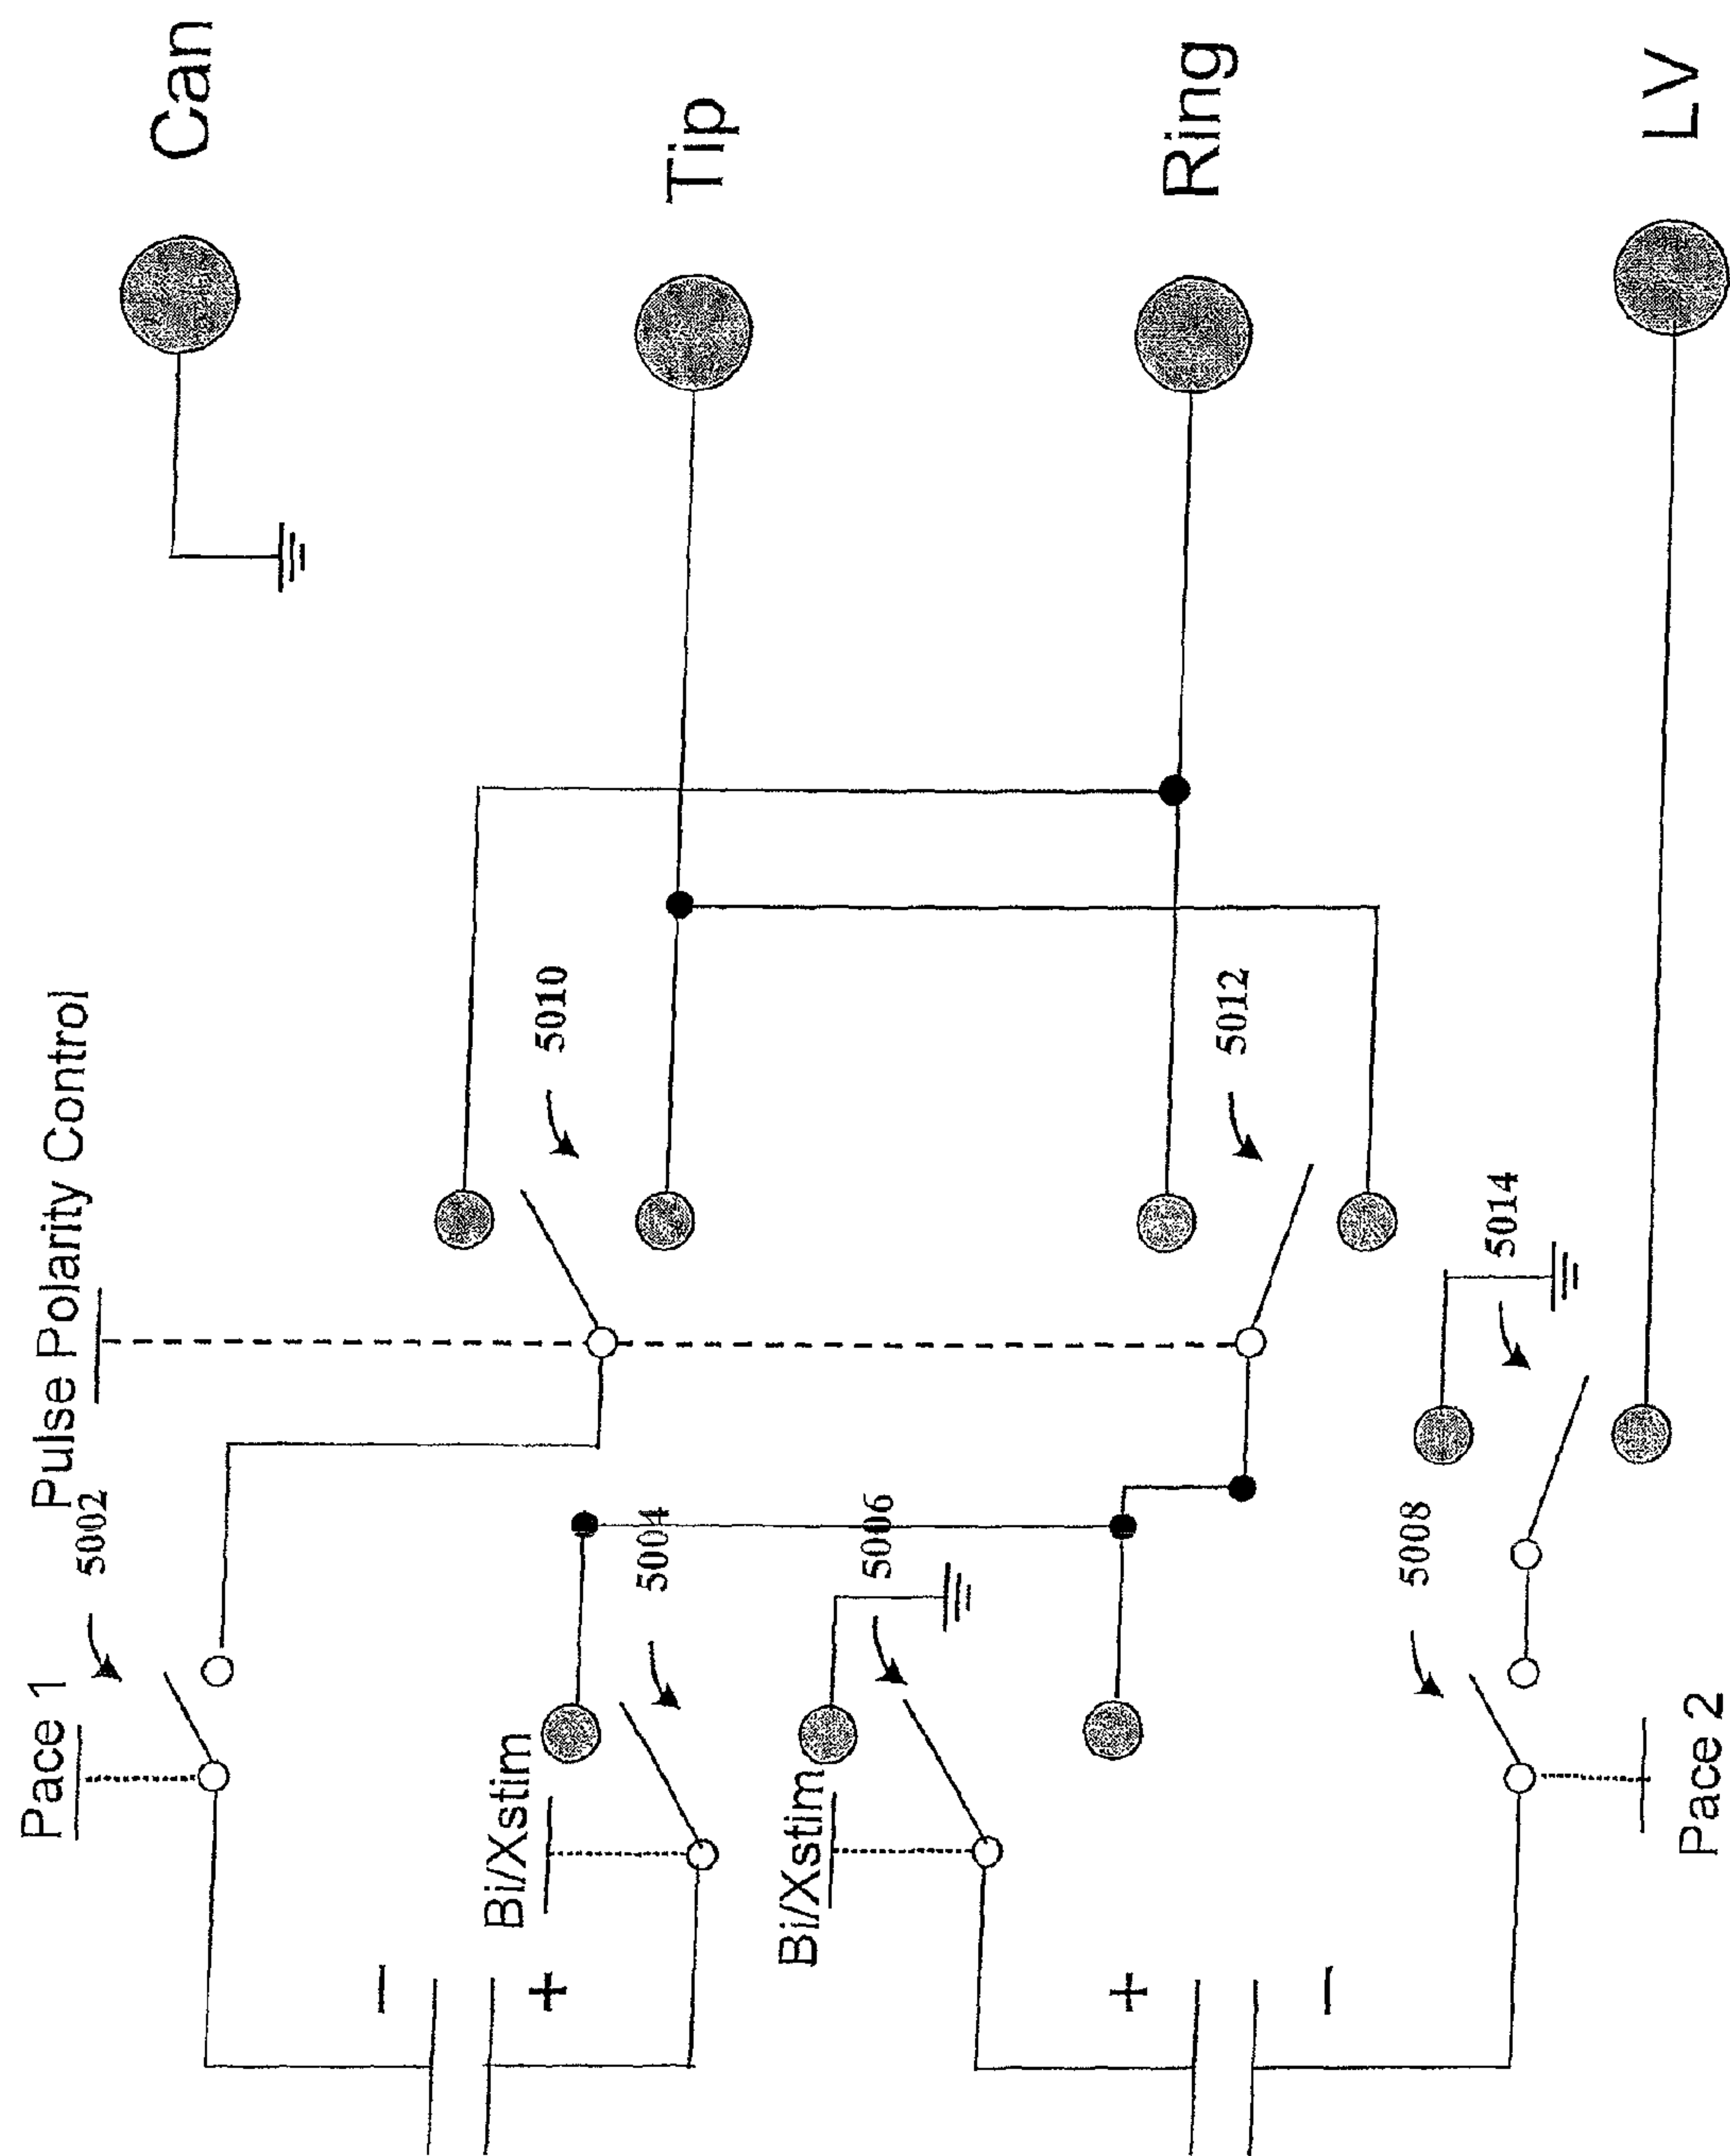 Can
Tip
Ring
LV
Pulse Polarity Control
5010
5012
5014
5002
5004
5006
5008
Pace 1
Bi/Xstim
Bi/Xstim
Pace 2
−
+
+
−